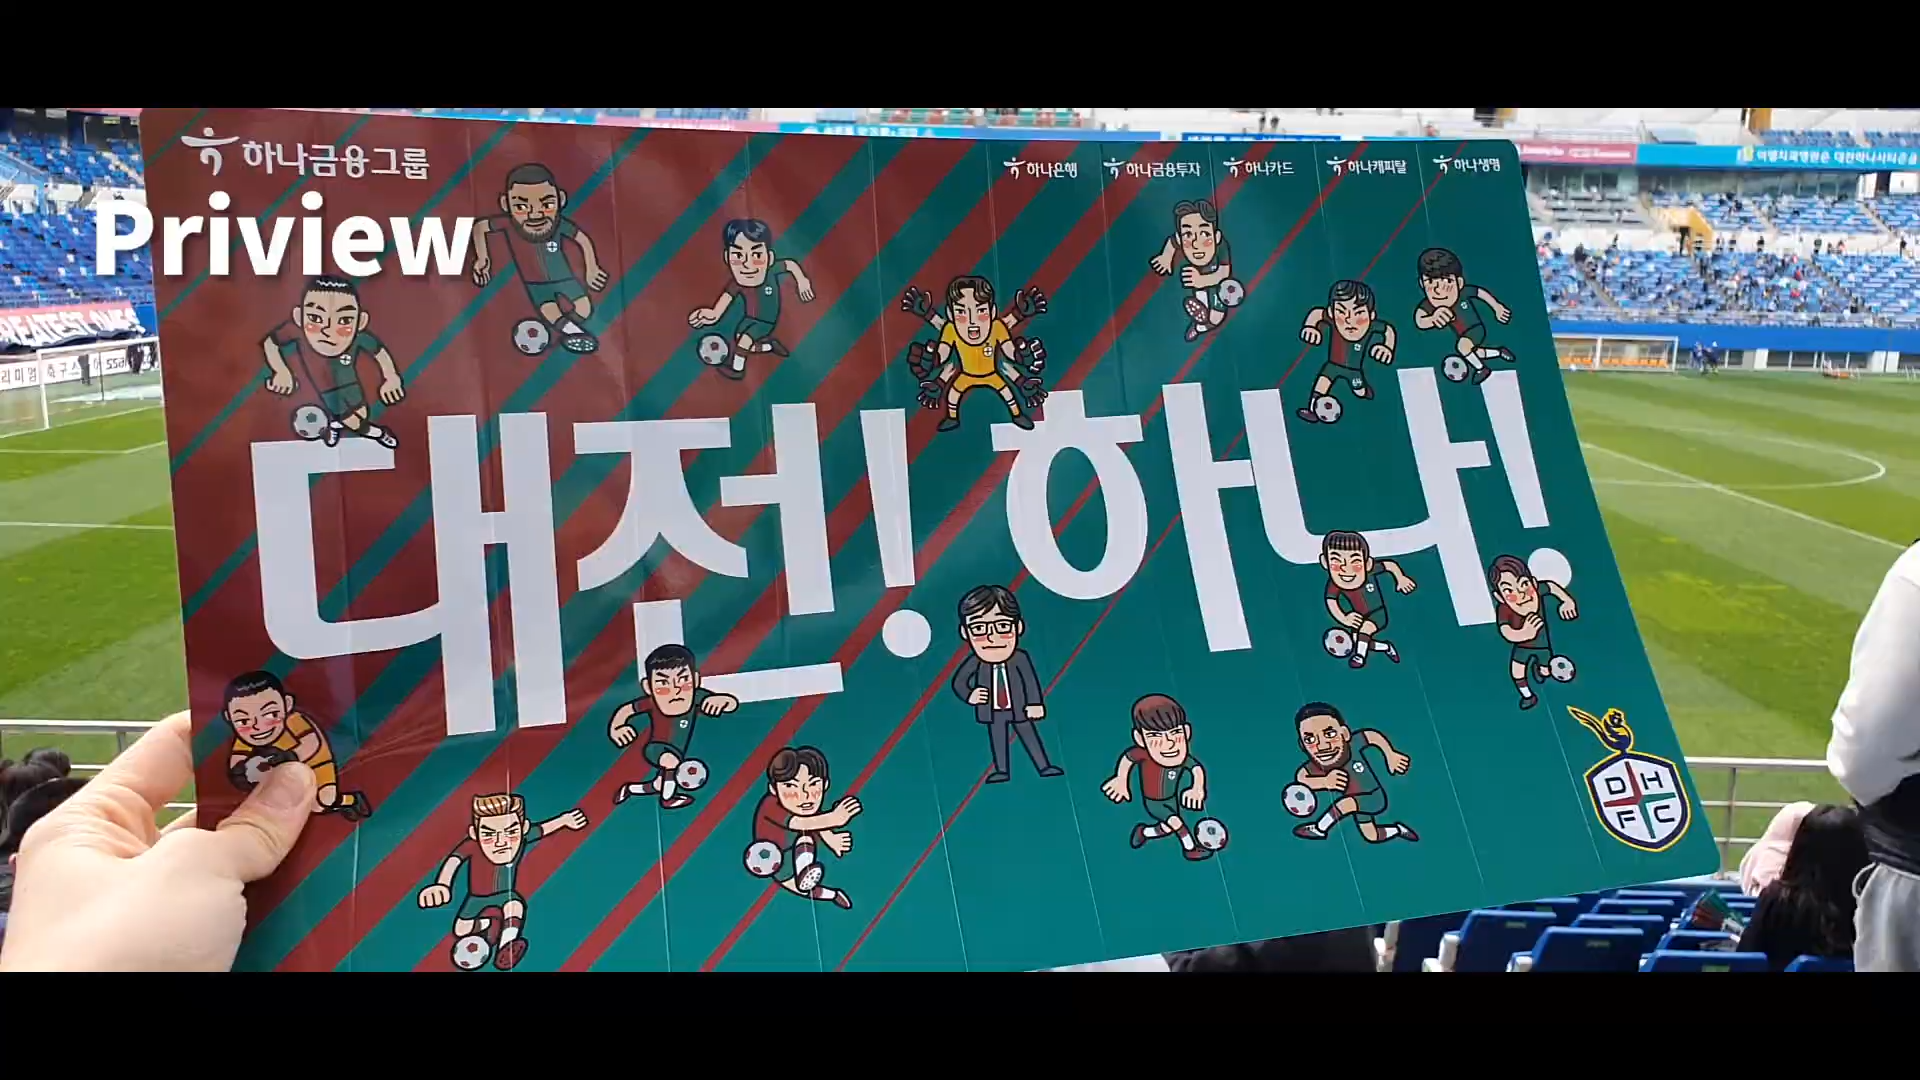 하나금융그룹
하나은행 하나금융투자 하나카드 하나캐피탈 하나생명
Priview
대전! 하나!
D H
F C